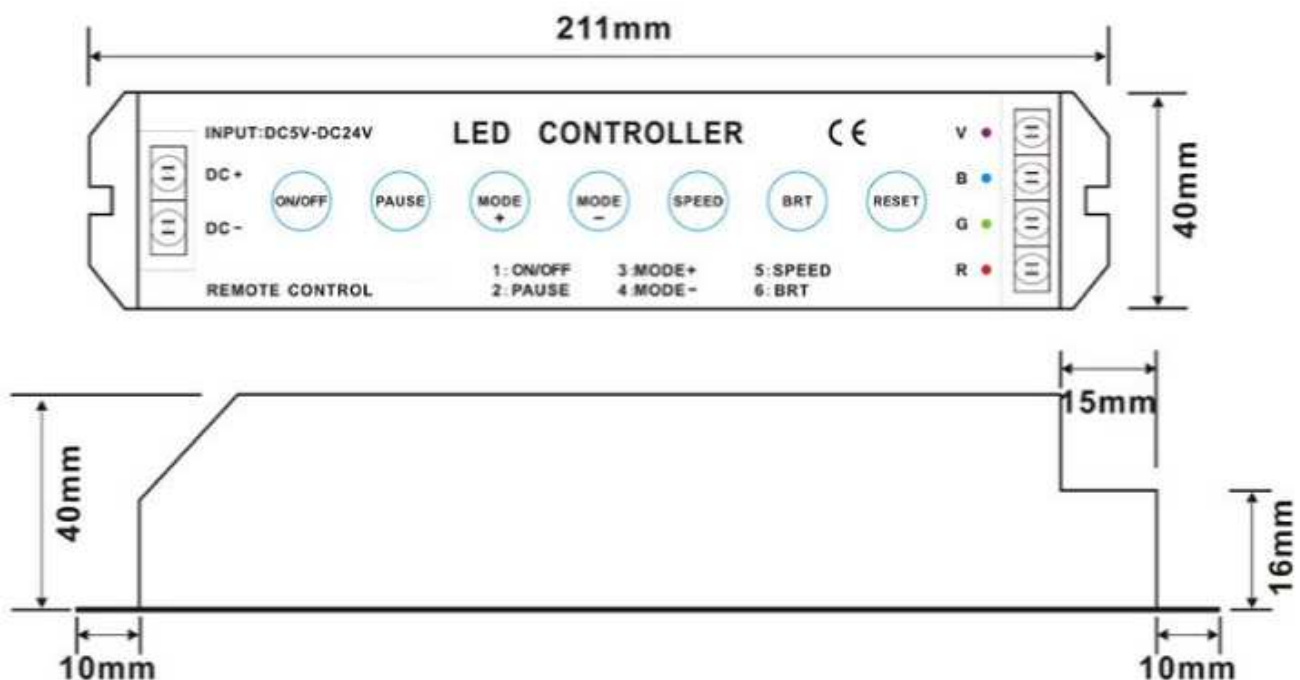 211mm
INPUT:DC5V-DC24V LED CONTROLLER CE V
DC+ ON/OFF PAUSE MODE + MODE - SPEED BRT RESET B
DC- G
1:ON/OFF 3:MODE+ 5:SPEED R
REMOTE CONTROL 2:PAUSE 4:MODE- 6:BRT
40mm
15mm
40mm
16mm
10mm 10mm